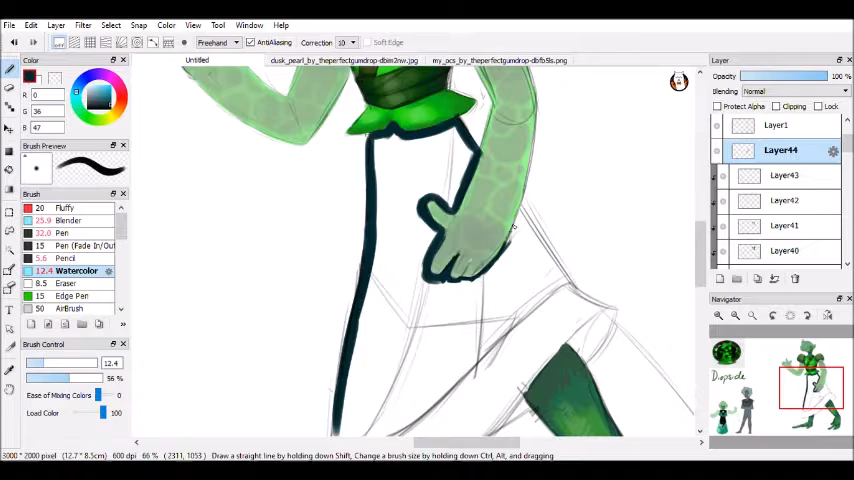 File Edit Layer Filter Select Snap Color View Tool Window Help
Freehand AntiAliasing Correction 10 Soft Edge
Color
Untitled dusk_pearl_by_theperfectgumdrop-dbim2nw.jpg my_ocs_by_theperfectgumdrop-dbfb5ls.png
R 0
G 36
B 47
Brush Preview
Brush
20 Fluffy
25.9 Blender
32.0 Pen
15 Pen (Fade In/Out
5.6 Pencil
12.4 Watercolor
8.5 Eraser
15 Edge Pen
50 AirBrush
Brush Control
12.4
56 %
Ease of Mixing Colors 0
Load Color 100
Layer
Opacity 100 %
Blending Normal
Protect Alpha Clipping Lock
Layer1
Layer44
Layer43
Layer42
Layer41
Layer40
Navigator
Diopside
3000 * 2000 pixel (12.7 * 8.5cm) 600 dpi 66 % (2311, 1053) Draw a straight line by holding down Shift, Change a brush size by holding down Ctrl, Alt, and dragging